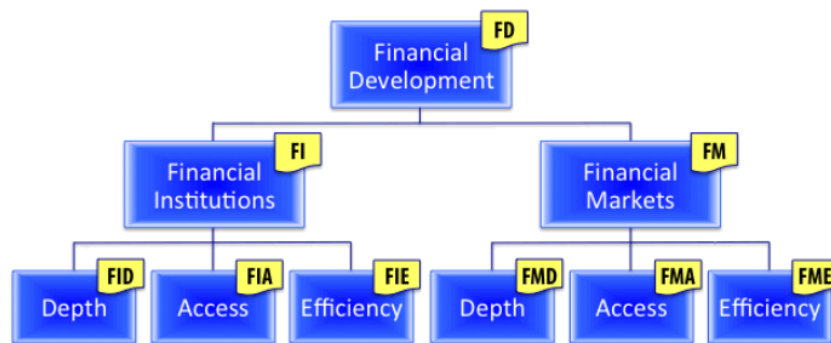 FD
Financial
Development
FI
Financial
Institutions
FM
Financial
Markets
FID
Depth
FIA
Access
FIE
Efficiency
FMD
Depth
FMA
Access
FME
Efficiency